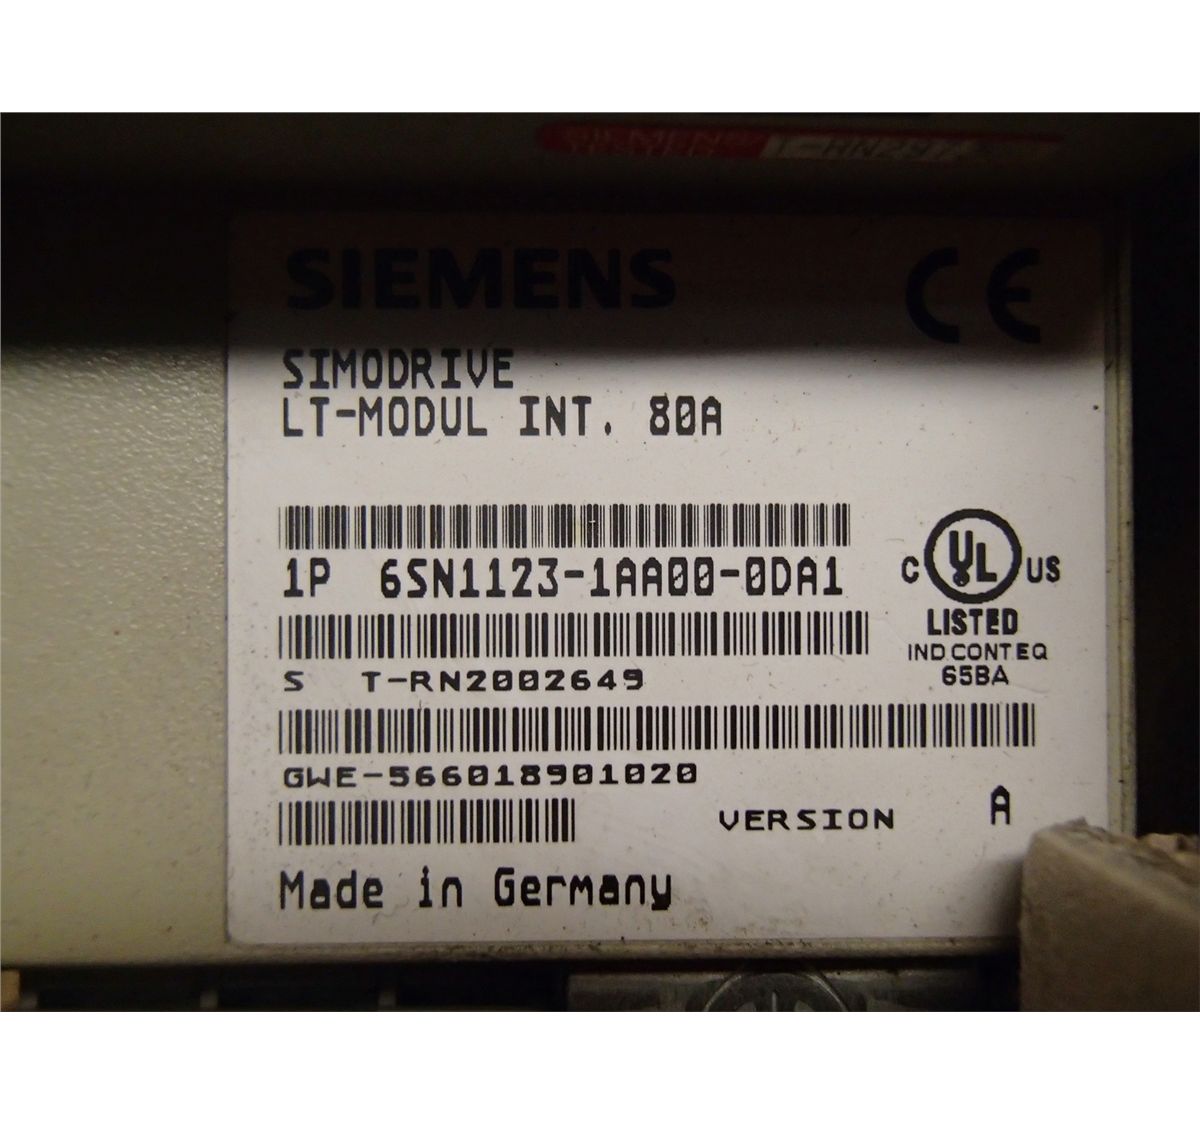 SIEMENS
SIEMENS
CE
SIMODRIVE
LT-MODUL INT. 80A
1P 6SN1123-1AA00-0DA1
C UL US
LISTED
IND CONT EQ
65BA
S T-RN2002649
GWE-566018901020
VERSION A
Made in Germany